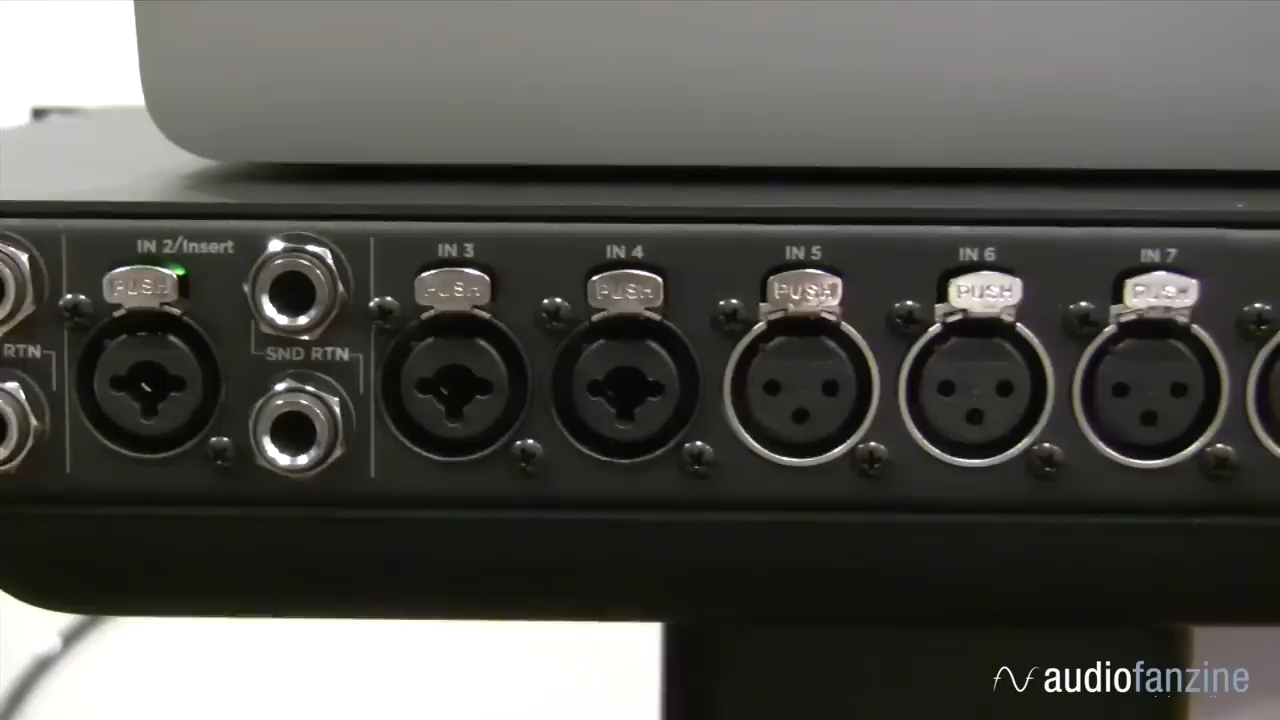 IN 2/Insert
IN 3
IN 4
IN 5
IN 6
IN 7
PUSH
PUSH
PUSH
PUSH
PUSH
PUSH
RTN
SND RTN
audiofanzine